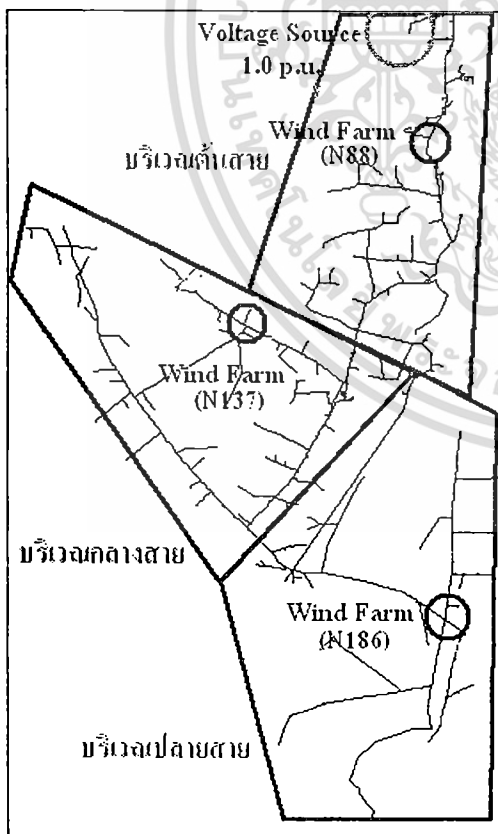 Voltage Source
1.0 p.u.
Wind Farm
(N88)
บริเวณต้นสาย
Wind Farm
(N137)
บริเวณกลางสาย
Wind Farm
(N186)
บริเวณปลายสาย